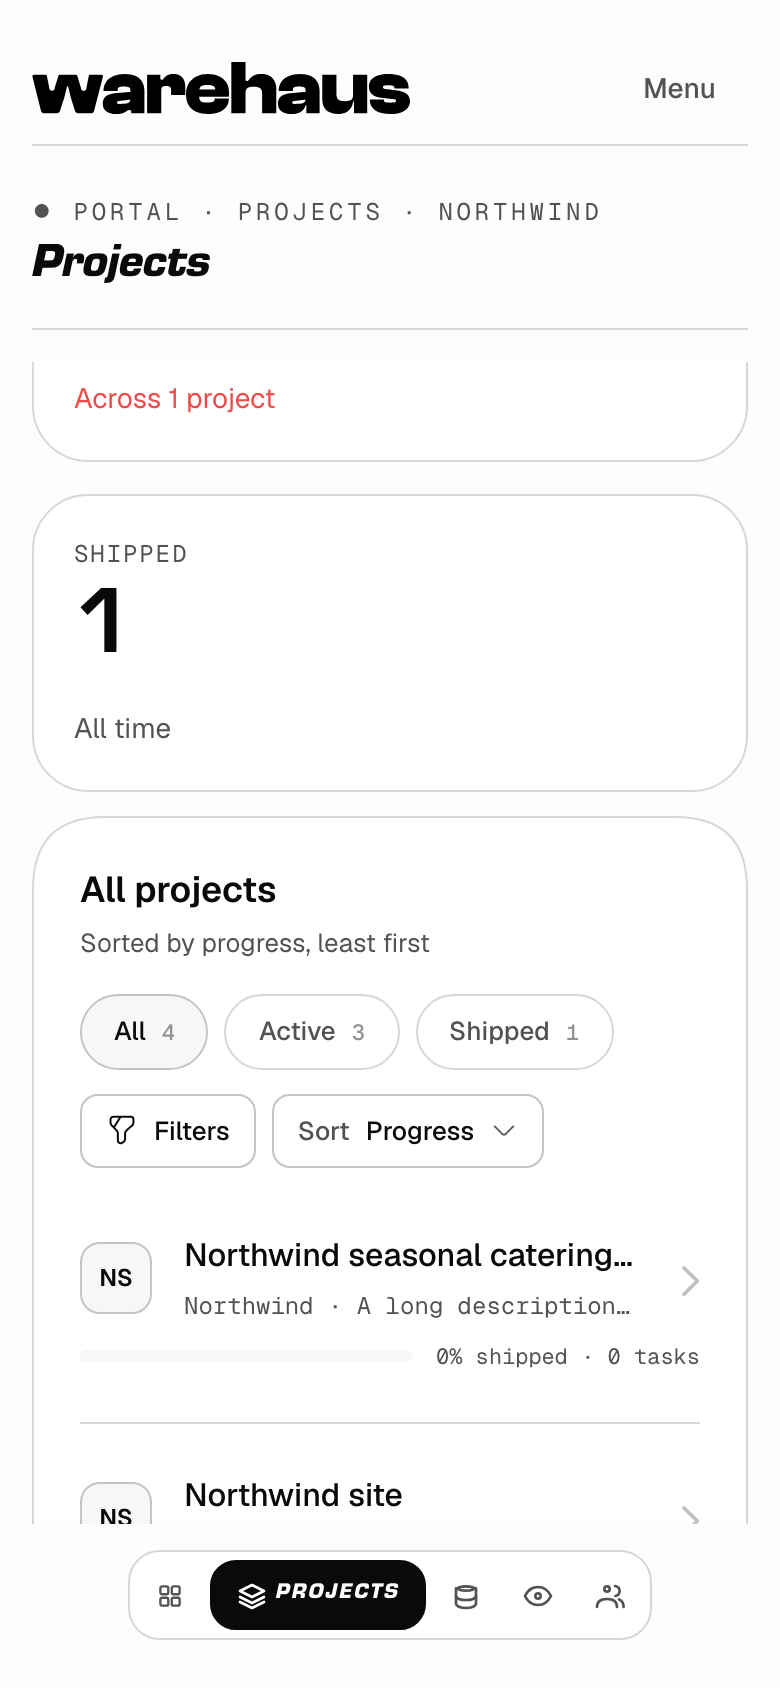 warehaus
Menu
PORTAL · PROJECTS · NORTHWIND
Projects
Across 1 project
SHIPPED
1
All time
All projects
Sorted by progress, least first
All 4 Active 3 Shipped 1
Filters Sort Progress
NS Northwind seasonal catering…
Northwind · A long description…
0% shipped · 0 tasks
NS Northwind site
PROJECTS